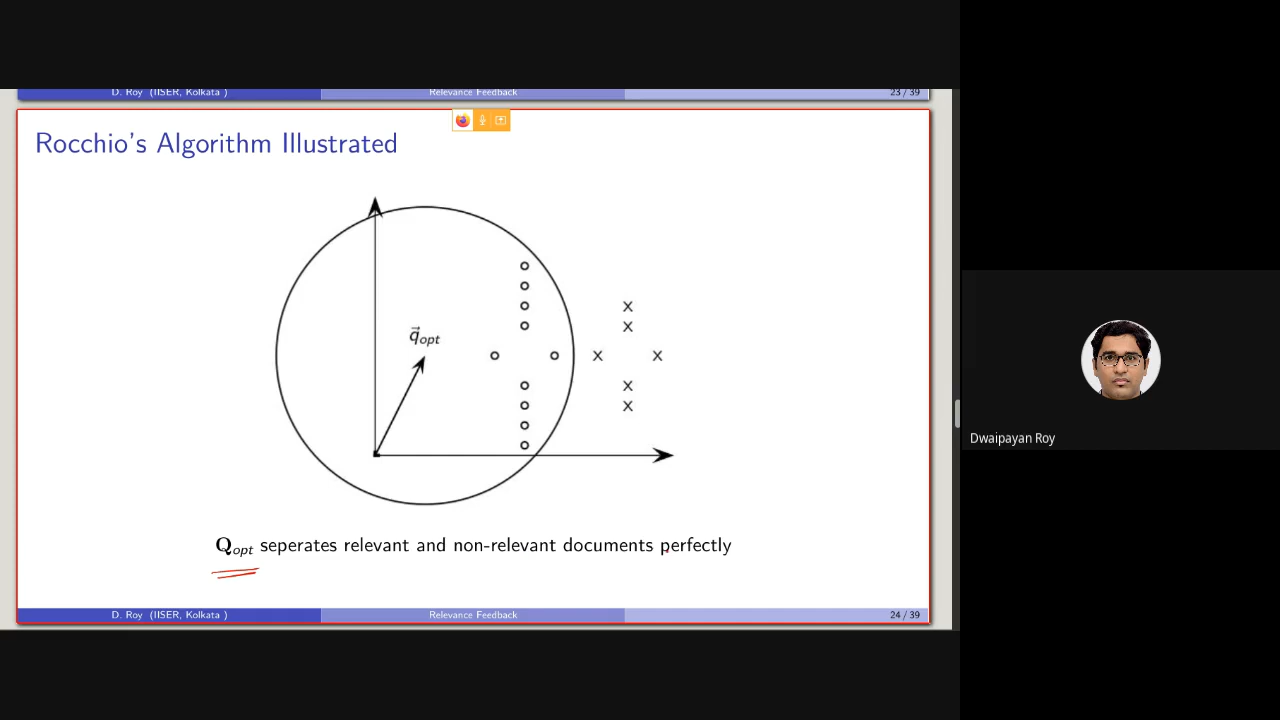 D. Roy (IISER, Kolkata ) Relevance Feedback 23 / 39
Rocchio's Algorithm Illustrated
x
x
q⃗opt
x x
x
x
Qopt seperates relevant and non-relevant documents perfectly
D. Roy (IISER, Kolkata ) Relevance Feedback 24 / 39
Dwaipayan Roy